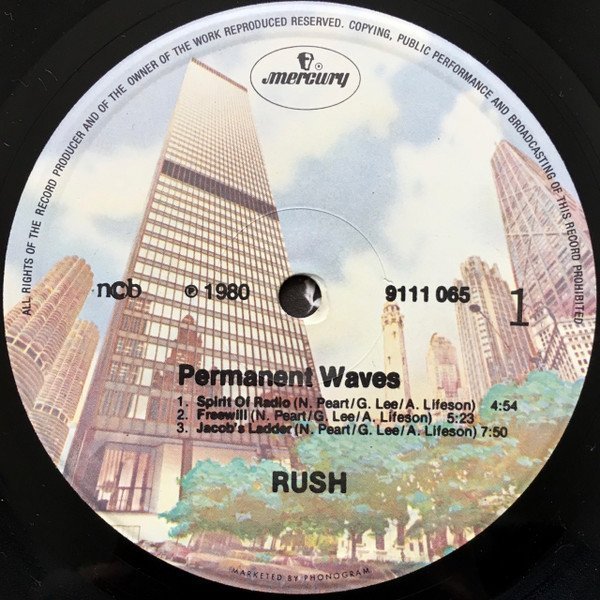 ALL RIGHTS OF THE RECORD PRODUCER AND OF THE OWNER OF THE WORK REPRODUCED RESERVED. COPYING, PUBLIC PERFORMANCE AND BROADCASTING OF THIS RECORD PROHIBITED
mercury
ncb ℗ 1980 9111 065 1
Permanent Waves
1. Spirit Of Radio (N. Peart/G. Lee/A. Lifeson) 4:54
2. Freewill (N. Peart/G. Lee/A. Lifeson) 5:23
3. Jacob's Ladder (N. Peart/G. Lee/A. Lifeson) 7:50
RUSH
MARKETED BY PHONOGRAM